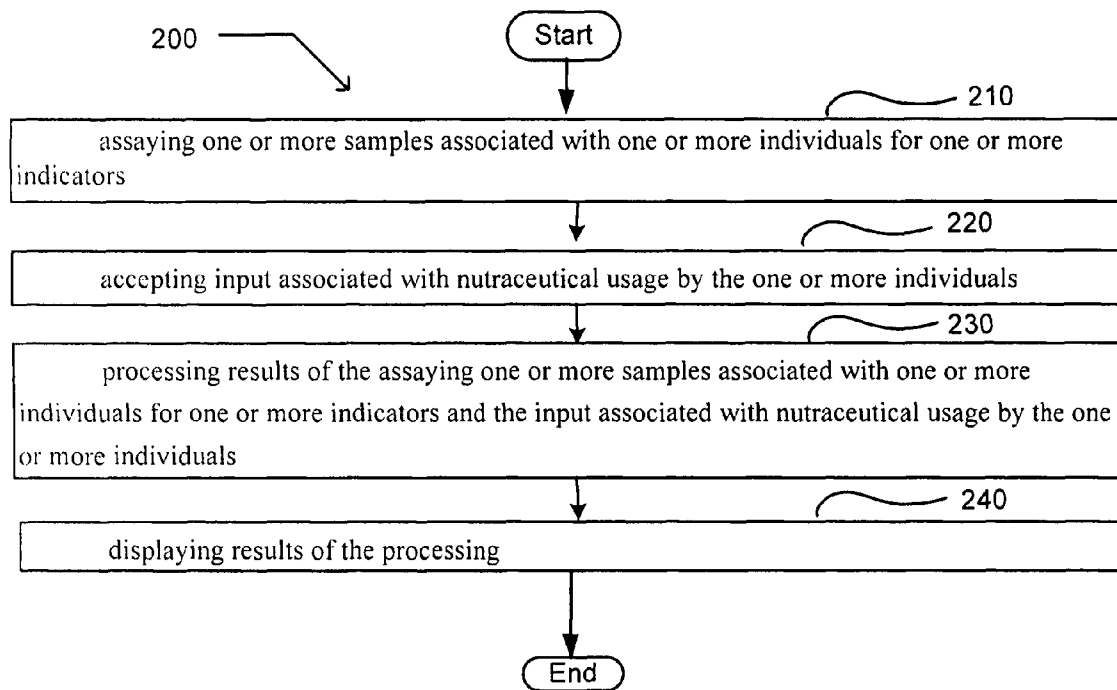 200
Start
210
assaying one or more samples associated with one or more individuals for one or more
indicators
220
accepting input associated with nutraceutical usage by the one or more individuals
230
processing results of the assaying one or more samples associated with one or more
individuals for one or more indicators and the input associated with nutraceutical usage by the one
or more individuals
240
displaying results of the processing
End